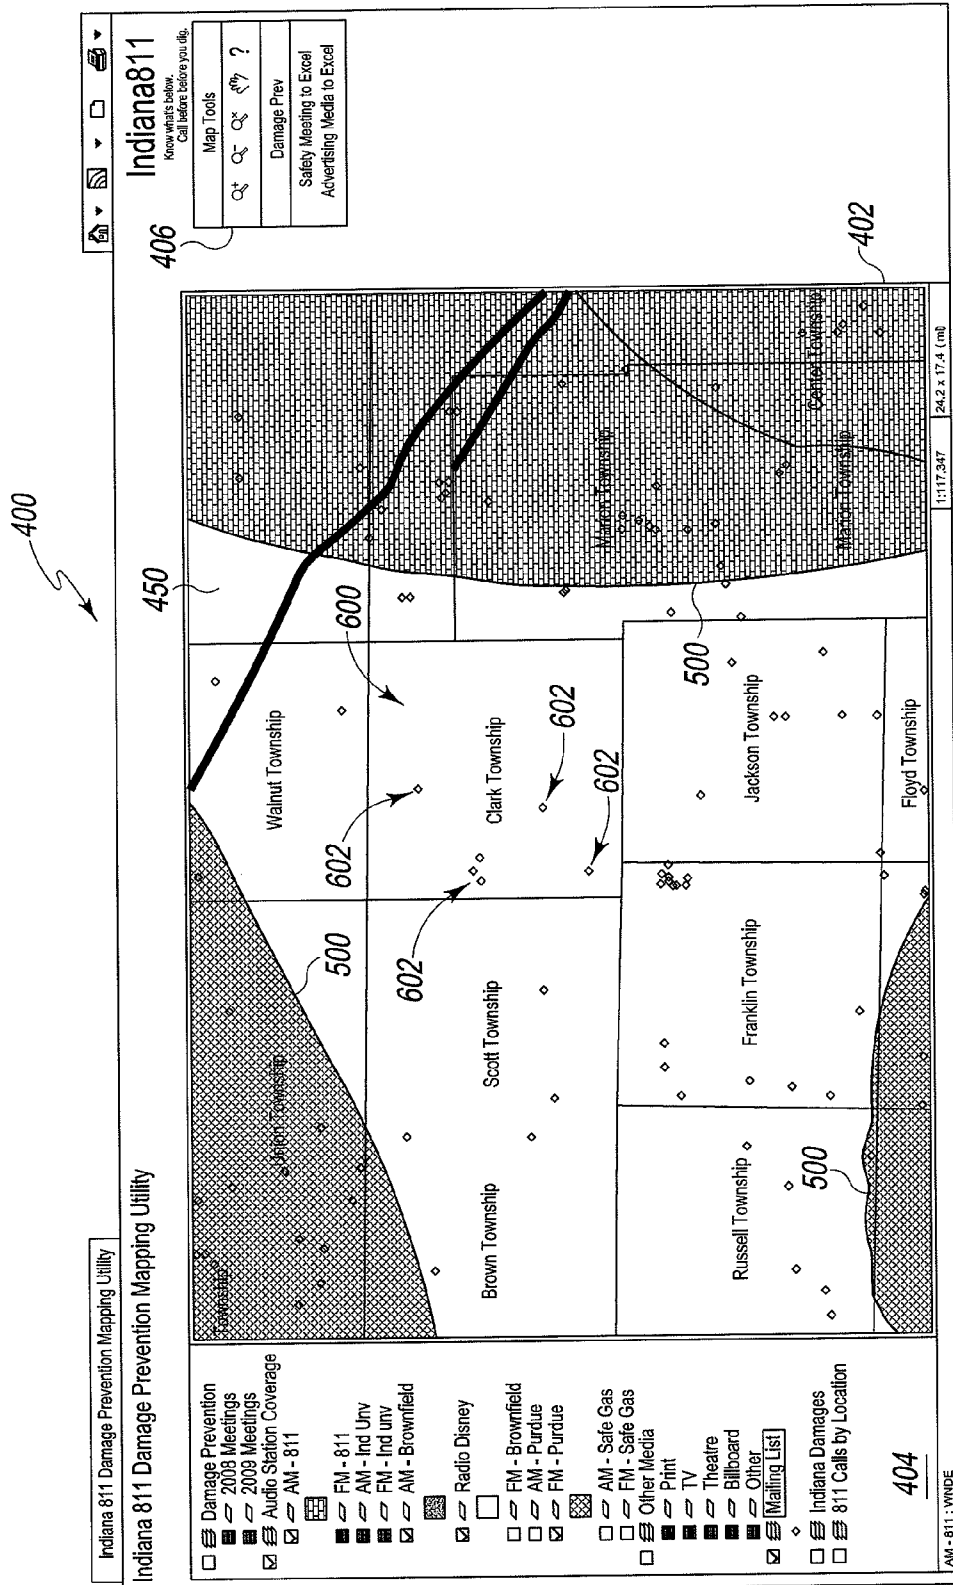 400
Indiana 811 Damage Prevention Mapping Utility
Indiana 811 Damage Prevention Mapping Utility
Indiana811
Know what's below.
Call before before you dig.
406
Map Tools
?
Damage Prev
Safety Meeting to Excel
Advertising Media to Excel
Damage Prevention
2008 Meetings
2009 Meetings
Audio Station Coverage
AM - 811
FM - 811
AM - Ind Unv
FM - Ind unv
AM - Brownfield
Radio Disney
FM - Brownfield
AM - Purdue
FM - Purdue
AM - Safe Gas
FM - Safe Gas
Other Media
Print
TV
Theatre
Billboard
Other
Mailing List
Indiana Damages
811 Calls by Location
404
AM - 811 : WNDE
450
Township
Union Township
Walnut Township
500
602
600
602
Brown Township
Scott Township
Clark Township
602
602
Marion Township
500
Russell Township
Franklin Township
Jackson Township
500
Floyd Township
Marion Township
Center Township
402
1:117.347
24.2 x 17.4 (mi)